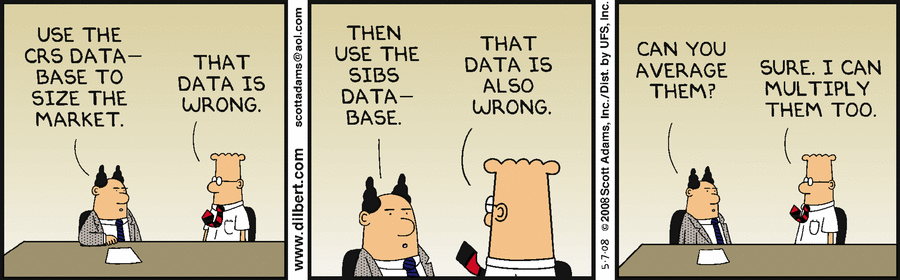 USE THE
CRS DATA-
BASE TO
SIZE THE
MARKET.
THAT
DATA IS
WRONG.
www.dilbert.com
scottadams@aol.com
THEN
USE THE
SIBS
DATA-
BASE.
THAT
DATA IS
ALSO
WRONG.
5-7-08 © 2008 Scott Adams, Inc./Dist. by UFS, Inc.
CAN YOU
AVERAGE
THEM?
SURE. I CAN
MULTIPLY
THEM TOO.